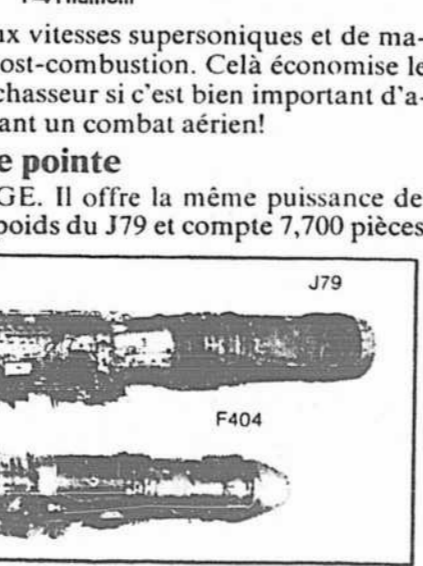 ux vitesses supersoniques et de ma-
ost-combustion. Celà économise le
chasseur si c'est bien important d'a-
ant un combat aérien!
e pointe
GE. Il offre la même puissance de
poids du J79 et compte 7,700 pièces
J79
F404